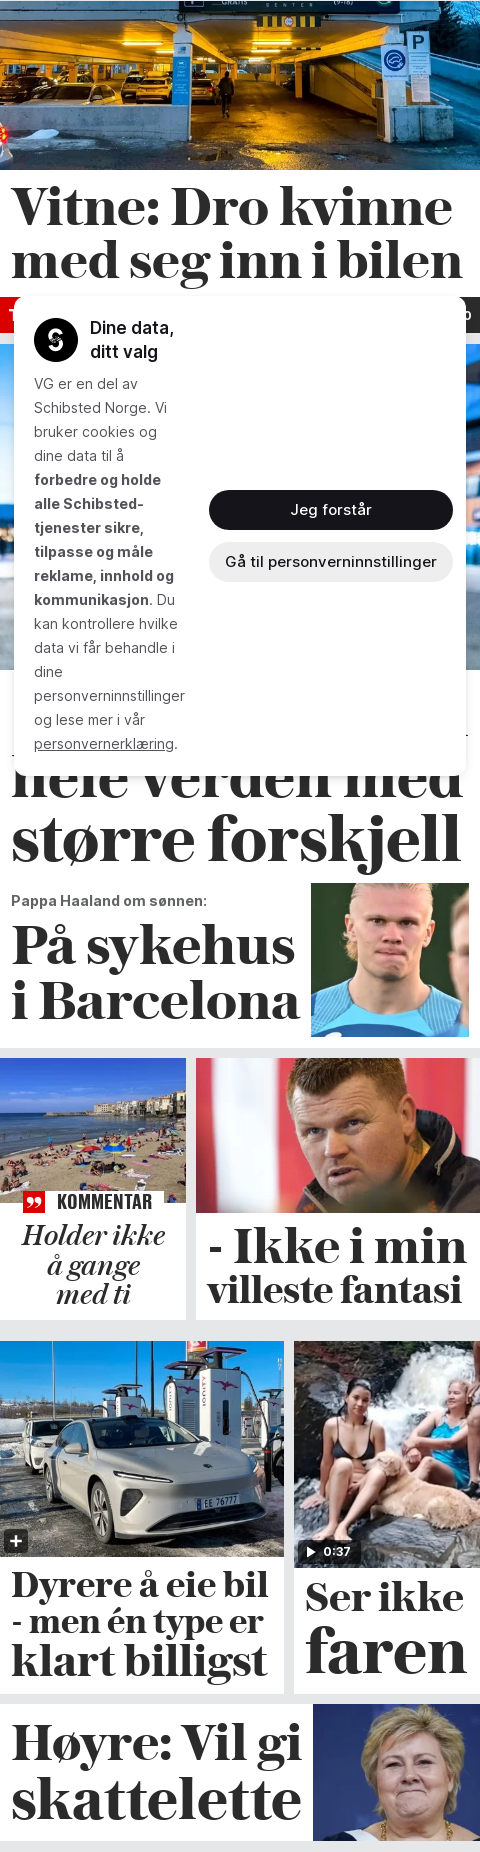 GRATIS
SENTER
(9-18)
P
Vitne: Dro kvinne
med seg inn i bilen
Dine data,
ditt valg
VG er en del av
Schibsted Norge. Vi
bruker cookies og
dine data til å
forbedre og holde
alle Schibsted-
tjenester sikre,
tilpasse og måle
reklame, innhold og
kommunikasjon. Du
kan kontrollere hvilke
data vi får behandle i
dine
personverninnstillinger
og lese mer i vår
personvernerklæring.
Jeg forstår
Gå til personverninnstillinger
hele verden med
større forskjell
Pappa Haaland om sønnen:
På sykehus
i Barcelona
KOMMENTAR
Holder ikke
å gange
med ti
- Ikke i min
villeste fantasi
IONITY
EE 76777
Dyrere å eie bil
- men én type er
klart billigst
0:37
Ser ikke
faren
Høyre: Vil gi
skattelette